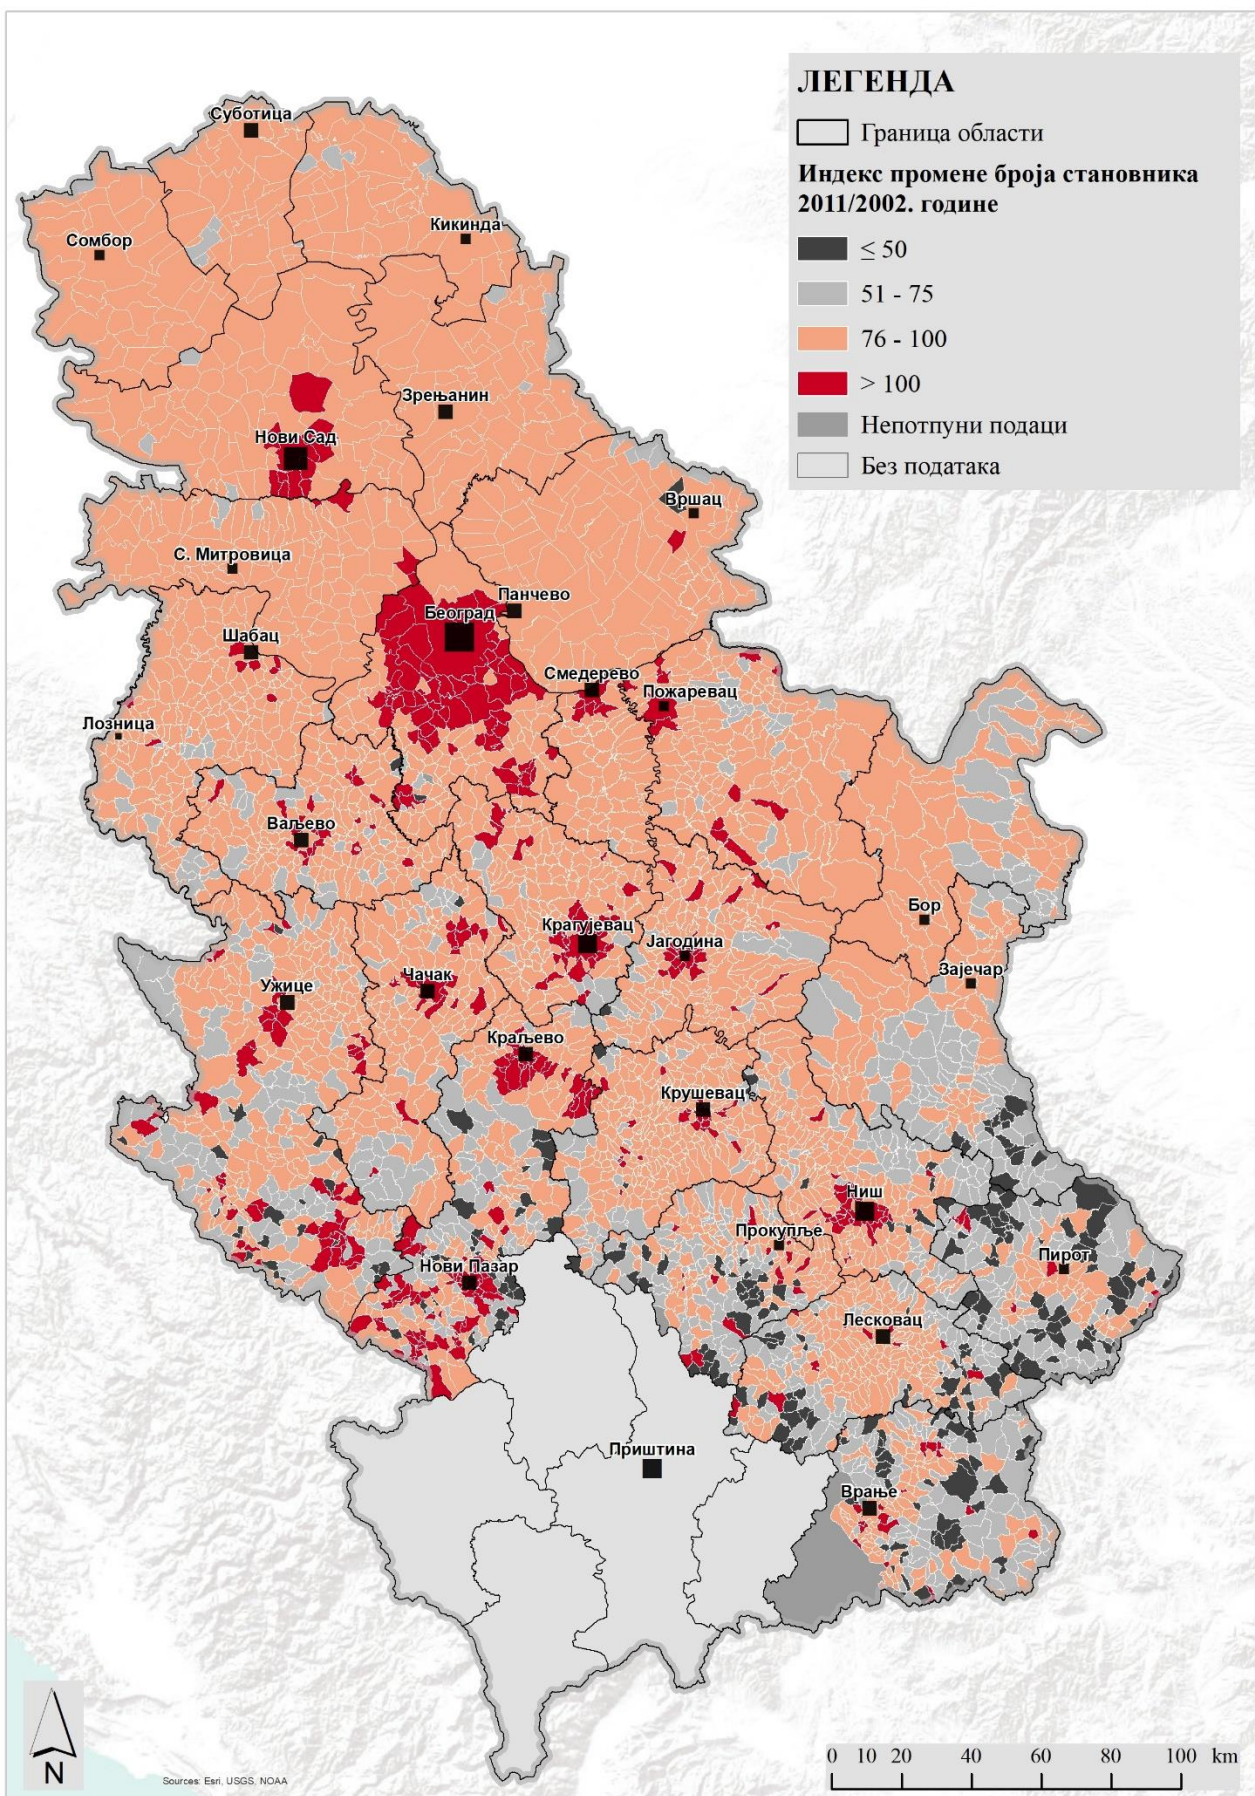 ЛЕГЕНДА
Граница области
Индекс промене броја становника
2011/2002. године
≤ 50
51 - 75
76 - 100
> 100
Непотпуни подаци
Без података
Суботица
Сомбор
Кикинда
Зрењанин
Нови Сад
Вршац
С. Митровица
Панчево
Београд
Шабац
Смедерево
Пожаревац
Лозница
Ваљево
Бор
Крагујевац
Јагодина
Зајечар
Чачак
Ужице
Краљево
Крушевац
Ниш
Прокупље
Пирот
Нови Пазар
Лесковац
Приштина
Врање
N
Sources: Esri, USGS, NOAA
0 10 20 40 60 80 100 km